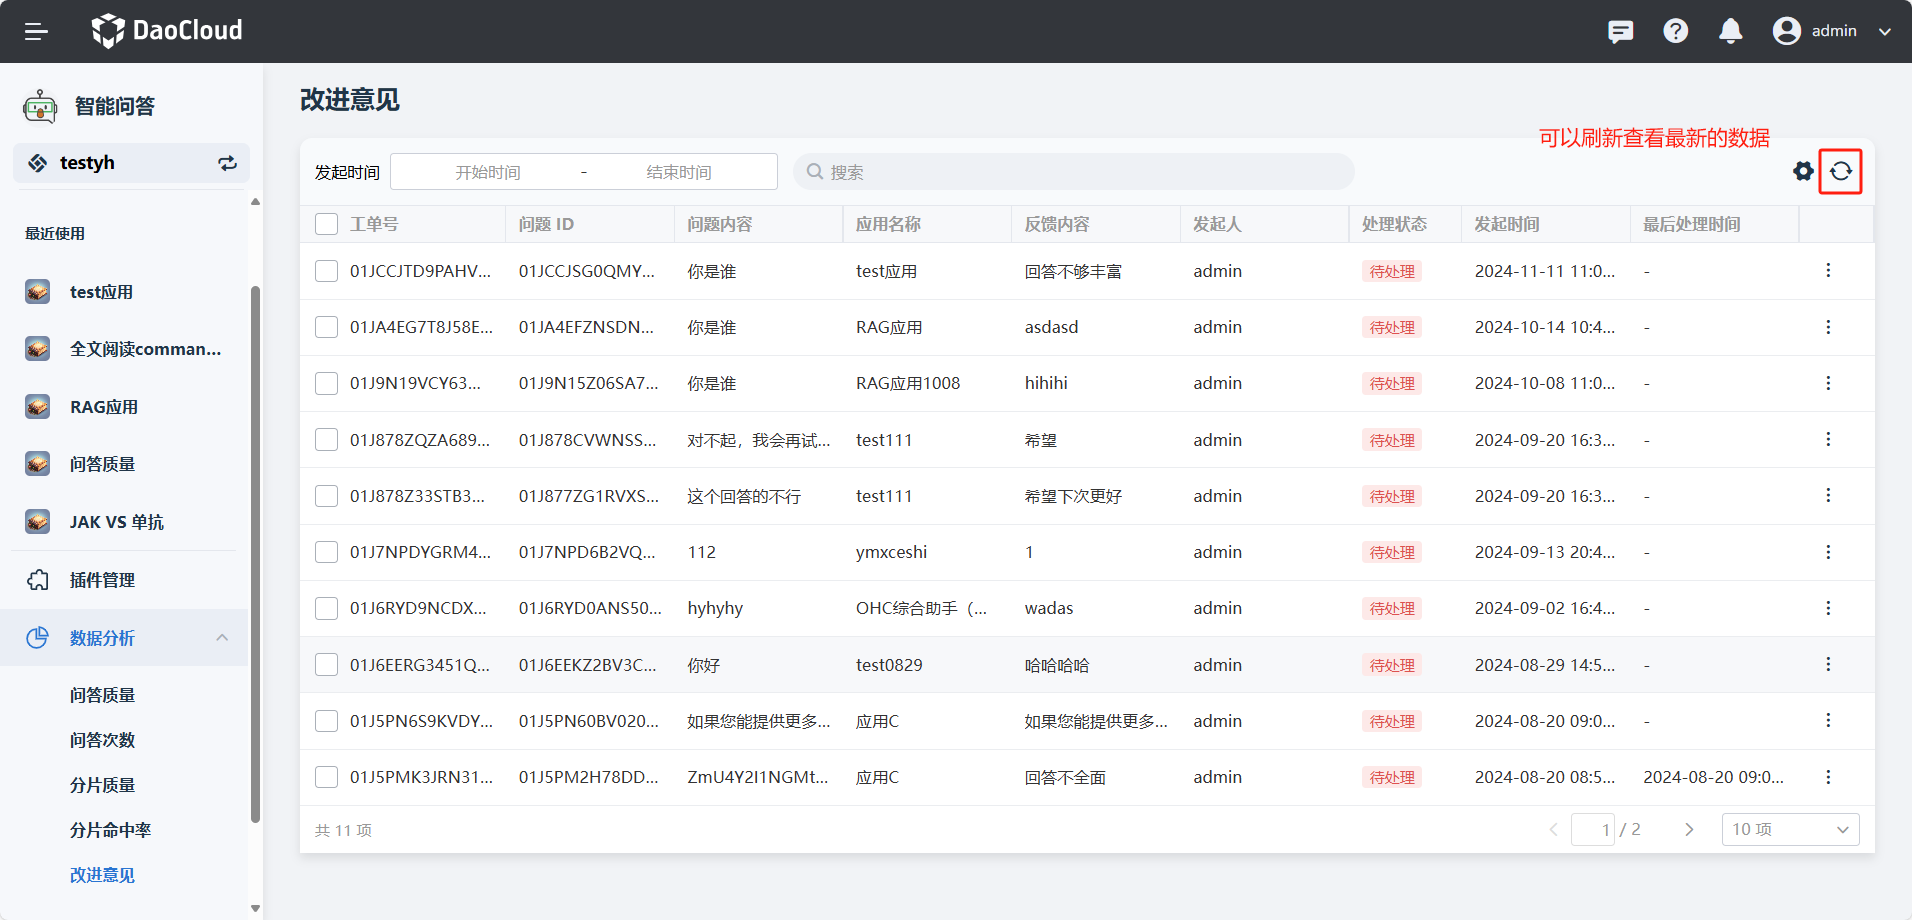 DaoCloud
admin
智能问答
testyh
最近使用
test应用
全文阅读comman...
RAG应用
问答质量
JAK VS 单抗
插件管理
数据分析
问答质量
问答次数
分片质量
分片命中率
改进意见
改进意见
可以刷新查看最新的数据
发起时间 开始时间 - 结束时间 搜索
工单号 问题 ID 问题内容 应用名称 反馈内容 发起人 处理状态 发起时间 最后处理时间
01JCCJTD9PAHV... 01JCCJSG0QMY... 你是谁 test应用 回答不够丰富 admin 待处理 2024-11-11 11:0... -
01JA4EG7T8J58E... 01JA4EFZNSDN... 你是谁 RAG应用 asdasd admin 待处理 2024-10-14 10:4... -
01J9N19VCY63... 01J9N15Z06SA7... 你是谁 RAG应用1008 hihihi admin 待处理 2024-10-08 11:0... -
01J878ZQZA689... 01J878CVWNSS... 对不起，我会再试... test111 希望 admin 待处理 2024-09-20 16:3... -
01J878Z33STB3... 01J877ZG1RVXS... 这个回答的不行 test111 希望下次更好 admin 待处理 2024-09-20 16:3... -
01J7NPDYGRM4... 01J7NPD6B2VQ... 112 ymxceshi 1 admin 待处理 2024-09-13 20:4... -
01J6RYD9NCDX... 01J6RYD0ANS50... hyhyhy OHC综合助手（... wadas admin 待处理 2024-09-02 16:4... -
01J6EERG3451Q... 01J6EEKZ2BV3C... 你好 test0829 哈哈哈哈 admin 待处理 2024-08-29 14:5... -
01J5PN6S9KVDY... 01J5PN60BV020... 如果您能提供更多... 应用C 如果您能提供更多... admin 待处理 2024-08-20 09:0... -
01J5PMK3JRN31... 01J5PM2H78DD... ZmU4Y2I1NGMt... 应用C 回答不全面 admin 待处理 2024-08-20 08:5... 2024-08-20 09:0...
共 11 项 1 / 2 10 项